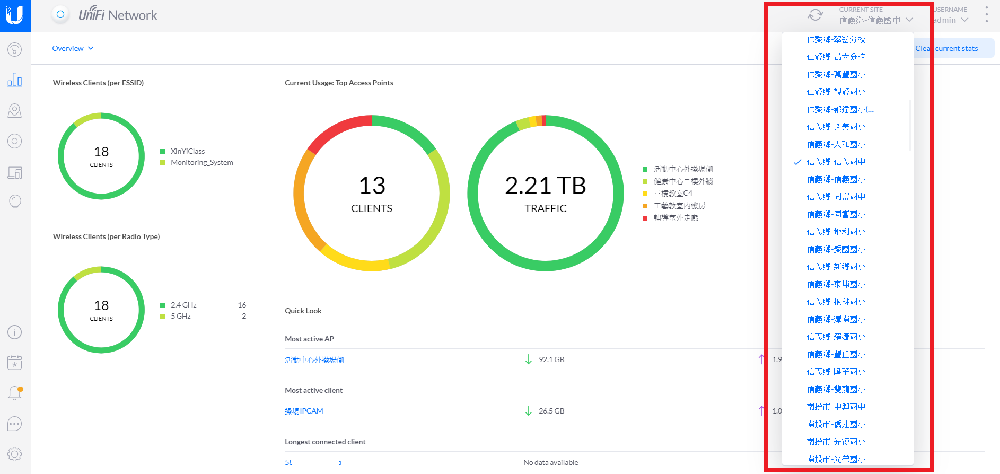 UniFi Network
CURRENT SITE
信義鄉-信義國中
USERNAME
admin
Overview
Clear current stats
Wireless Clients (per ESSID)
18
CLIENTS
XinYiClass
Monitoring_System
Wireless Clients (per Radio Type)
18
CLIENTS
2.4 GHz 16
5 GHz 2
Current Usage: Top Access Points
13
CLIENTS
2.21 TB
TRAFFIC
活動中心外操場側
健康中心二樓外牆
三樓教室C4
工藝教室內機房
輔導室外走廊
Quick Look
Most active AP
活動中心外操場側 92.1 GB 1.9
Most active client
操場IPCAM 26.5 GB 1.0
Longest connected client
58 a No data available
仁愛鄉-翠巒分校
仁愛鄉-萬大分校
仁愛鄉-萬豐國小
仁愛鄉-親愛國小
仁愛鄉-都達國小(...
信義鄉-久美國小
信義鄉-人和國小
信義鄉-信義國中
信義鄉-信義國小
信義鄉-同富國中
信義鄉-同富國小
信義鄉-地利國小
信義鄉-愛國國小
信義鄉-新鄉國小
信義鄉-東埔國小
信義鄉-桐林國小
信義鄉-潭南國小
信義鄉-羅娜國小
信義鄉-豐丘國小
信義鄉-隆華國小
信義鄉-雙龍國小
南投市-中興國中
南投市-僑建國小
南投市-光復國小
南投市-光榮國小